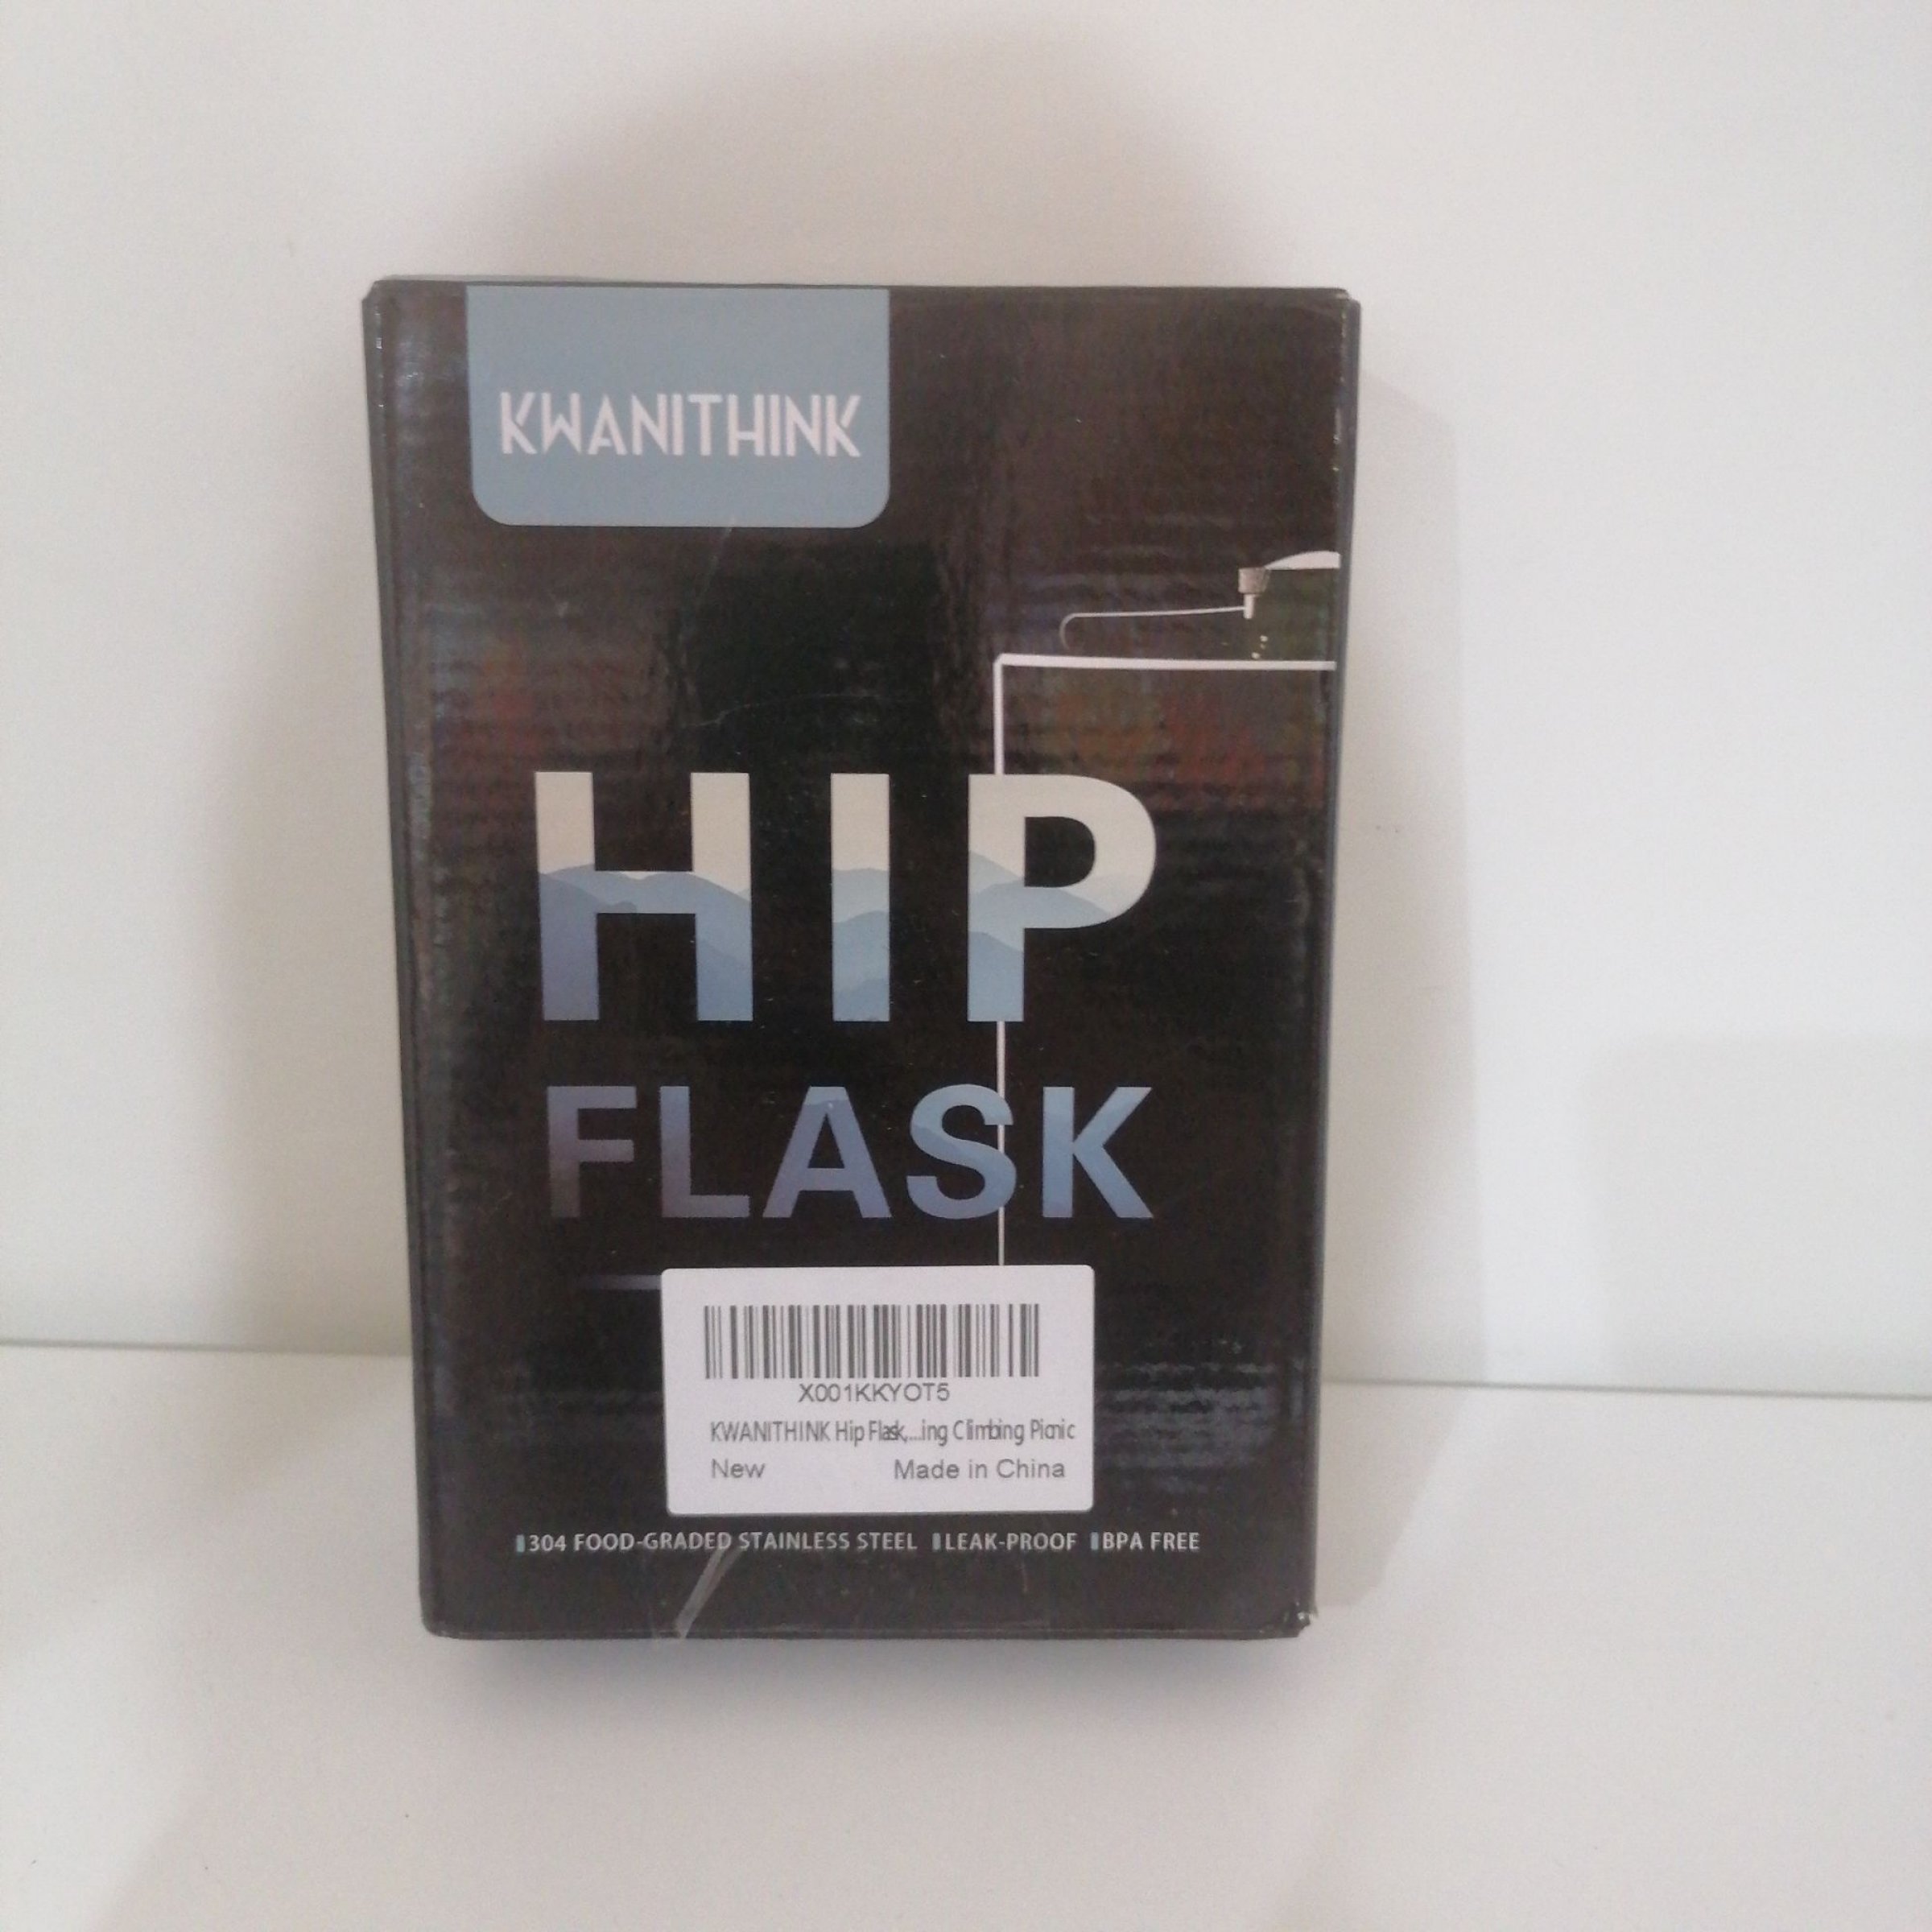 KWANITHINK
HIP
FLASK
X001KKYOT5
KWANITHINK Hip Flask,...ing Climbing Picnic
New Made in China
304 FOOD-GRADED STAINLESS STEEL LEAK-PROOF BPA FREE